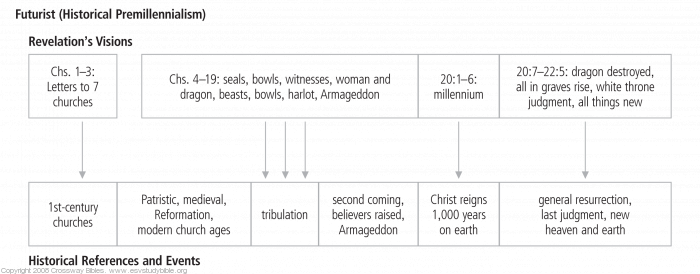 Futurist (Historical Premillennialism)
Revelation's Visions
Chs. 1–3:
Letters to 7
churches
Chs. 4–19: seals, bowls, witnesses, woman and
dragon, beasts, bowls, harlot, Armageddon
20:1–6:
millennium
20:7–22:5: dragon destroyed,
all in graves rise, white throne
judgment, all things new
1st-century
churches
Patristic, medieval,
Reformation,
modern church ages
tribulation
second coming,
believers raised,
Armageddon
Christ reigns
1,000 years
on earth
general resurrection,
last judgment, new
heaven and earth
Historical References and Events
Copyright 2008 Crossway Bibles. www.esvstudybible.org